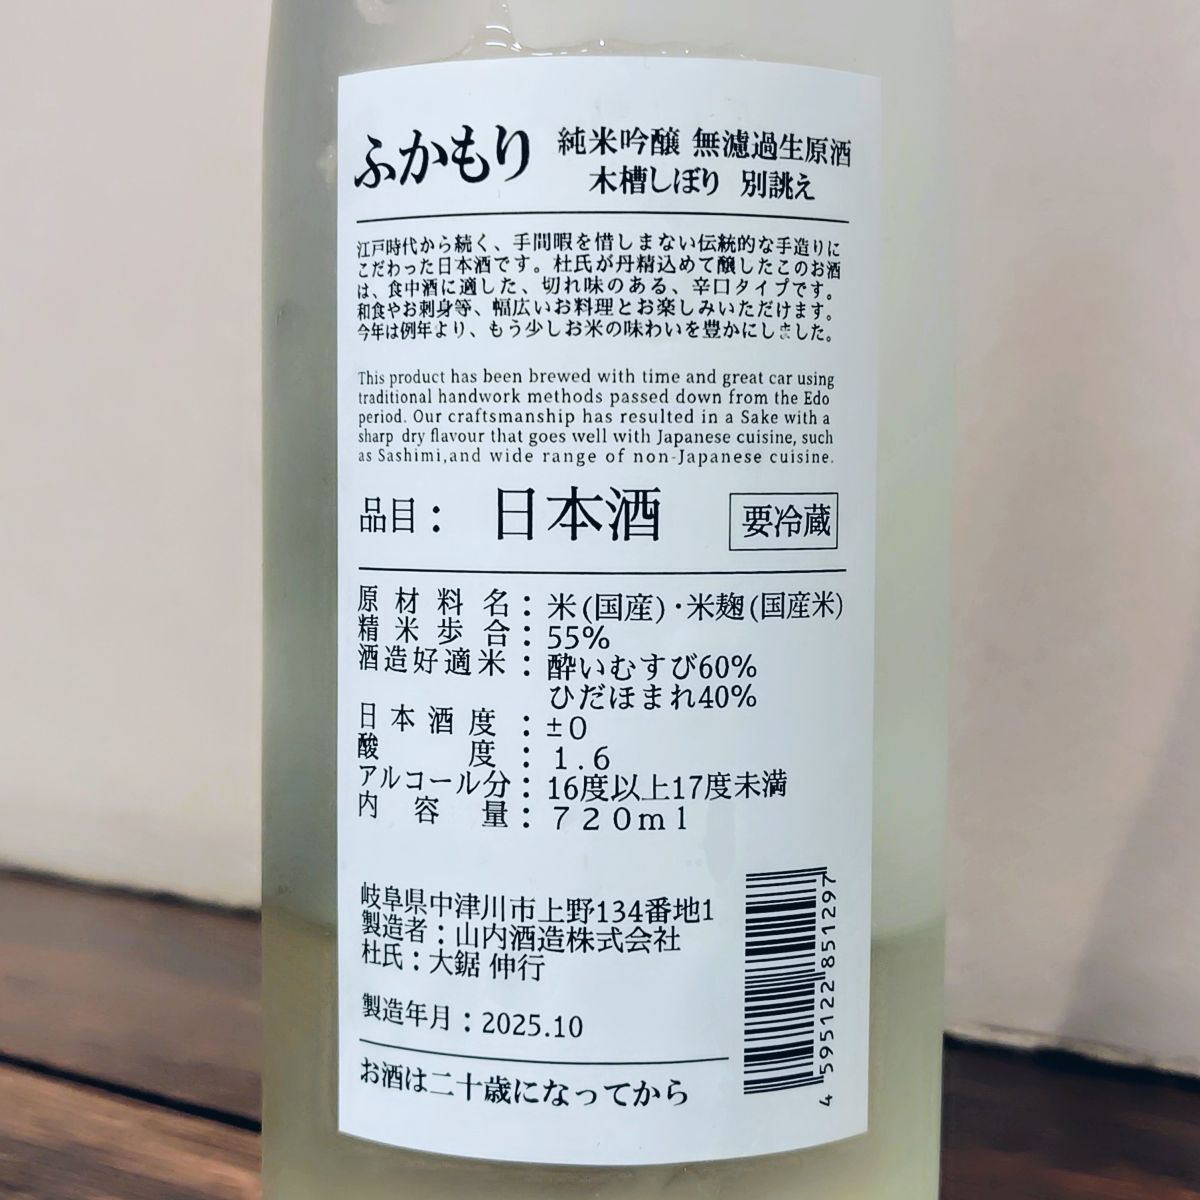 ふかもり 純米吟醸 無濾過生原酒
木槽しぼり 別誂え
江戸時代から続く、手間暇を惜しまない伝統的な手造りに
こだわった日本酒です。杜氏が丹精込めて醸したこのお酒
は、食中酒に適した、切れ味のある、辛口タイプです。
和食やお刺身等、幅広いお料理とお楽しみいただけます。
今年は例年より、もう少しお米の味わいを豊かにしました。
This product has been brewed with time and great car using
traditional handwork methods passed down from the Edo
period. Our craftsmanship has resulted in a Sake with a
sharp dry flavour that goes well with Japanese cuisine, such
as Sashimi,and wide range of non-Japanese cuisine.
品目： 日本酒 要冷蔵
原材料名：米(国産)・米麹(国産米)
精米歩合：55%
酒造好適米：酔いむすび60%
ひだほまれ40%
日本酒度：±0
酸度：1.6
アルコール分：16度以上17度未満
内容量：720ml
岐阜県中津川市上野134番地1
製造者：山内酒造株式会社
杜氏：大鋸 伸行
製造年月：2025.10
お酒は二十歳になってから
4 595122 851297